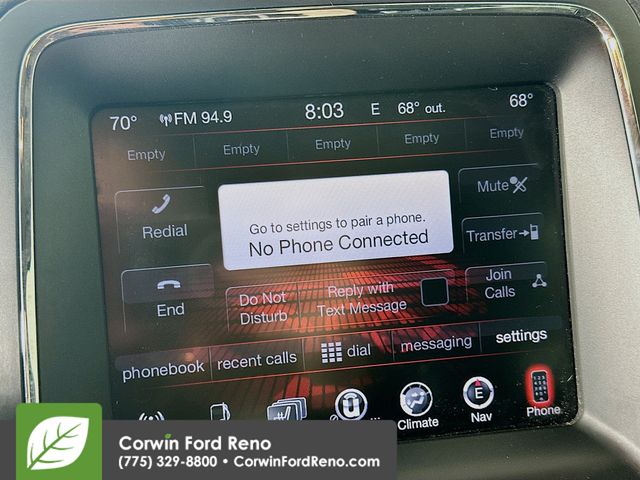 70° FM 94.9 8:03 E 68° out. 68°
Empty Empty Empty Empty Empty
Redial
Go to settings to pair a phone.
No Phone Connected
Mute
Transfer
End
Do Not
Disturb
Reply with
Text Message
Join
Calls
phonebook recent calls dial messaging settings
Climate E Nav Phone
Corwin Ford Reno
(775) 329-8800 • CorwinFordReno.com